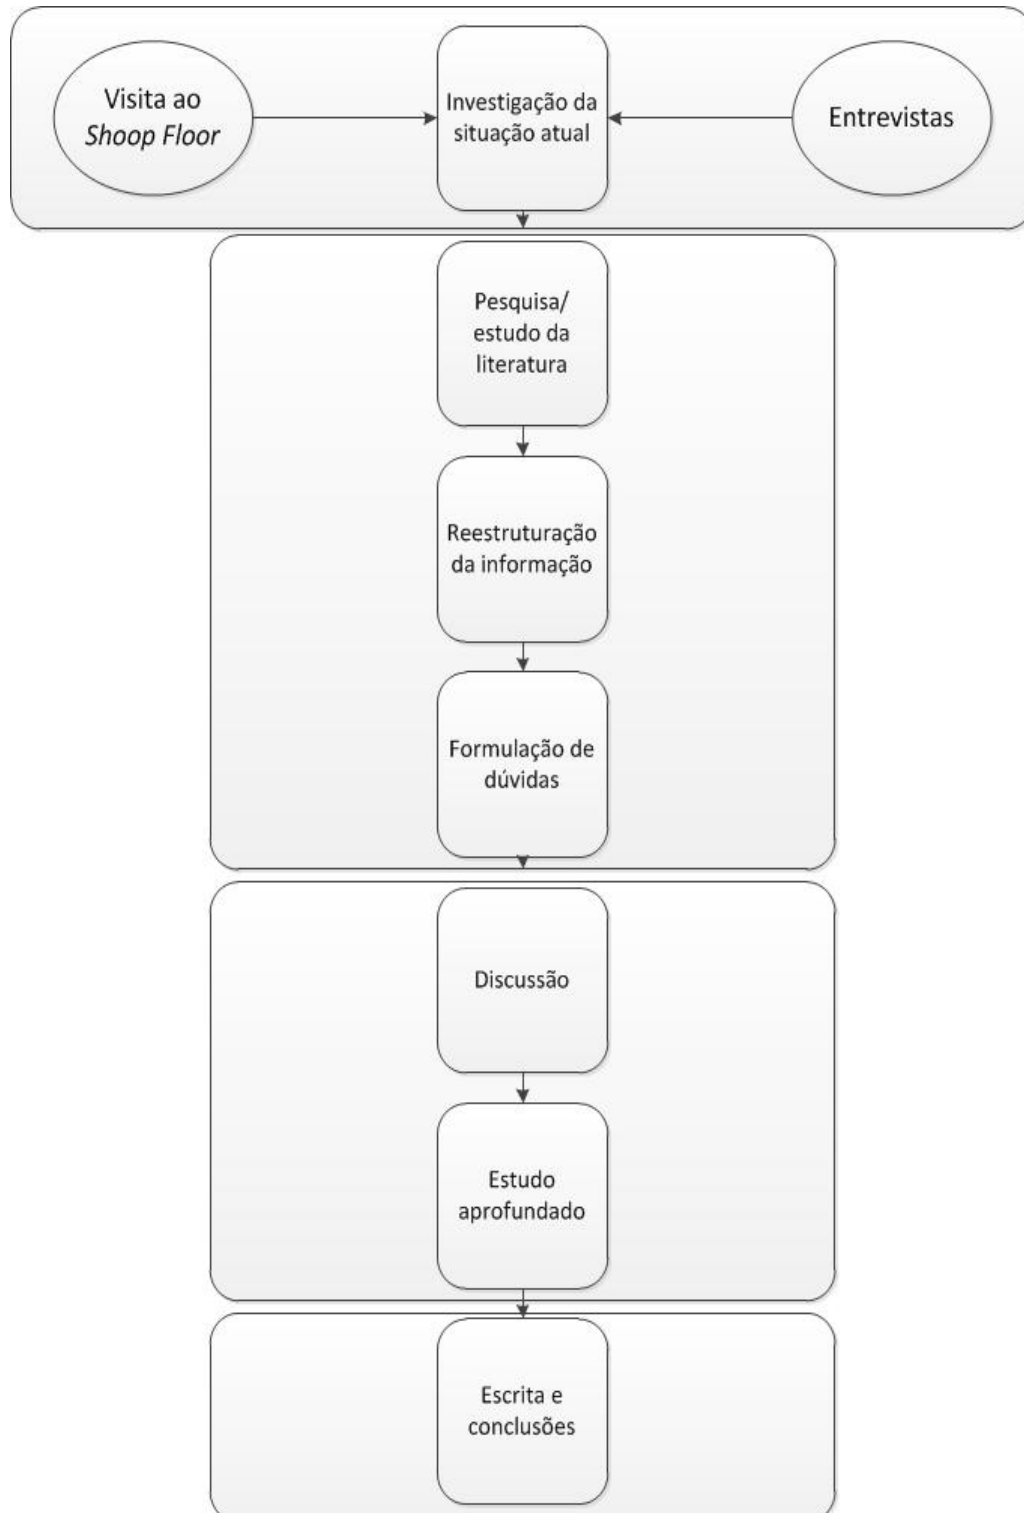 Visita ao
Shoop Floor
Investigação da
situação atual
Entrevistas
Pesquisa/
estudo da
literatura
Reestruturação
da informação
Formulação de
dúvidas
Discussão
Estudo
aprofundado
Escrita e
conclusões